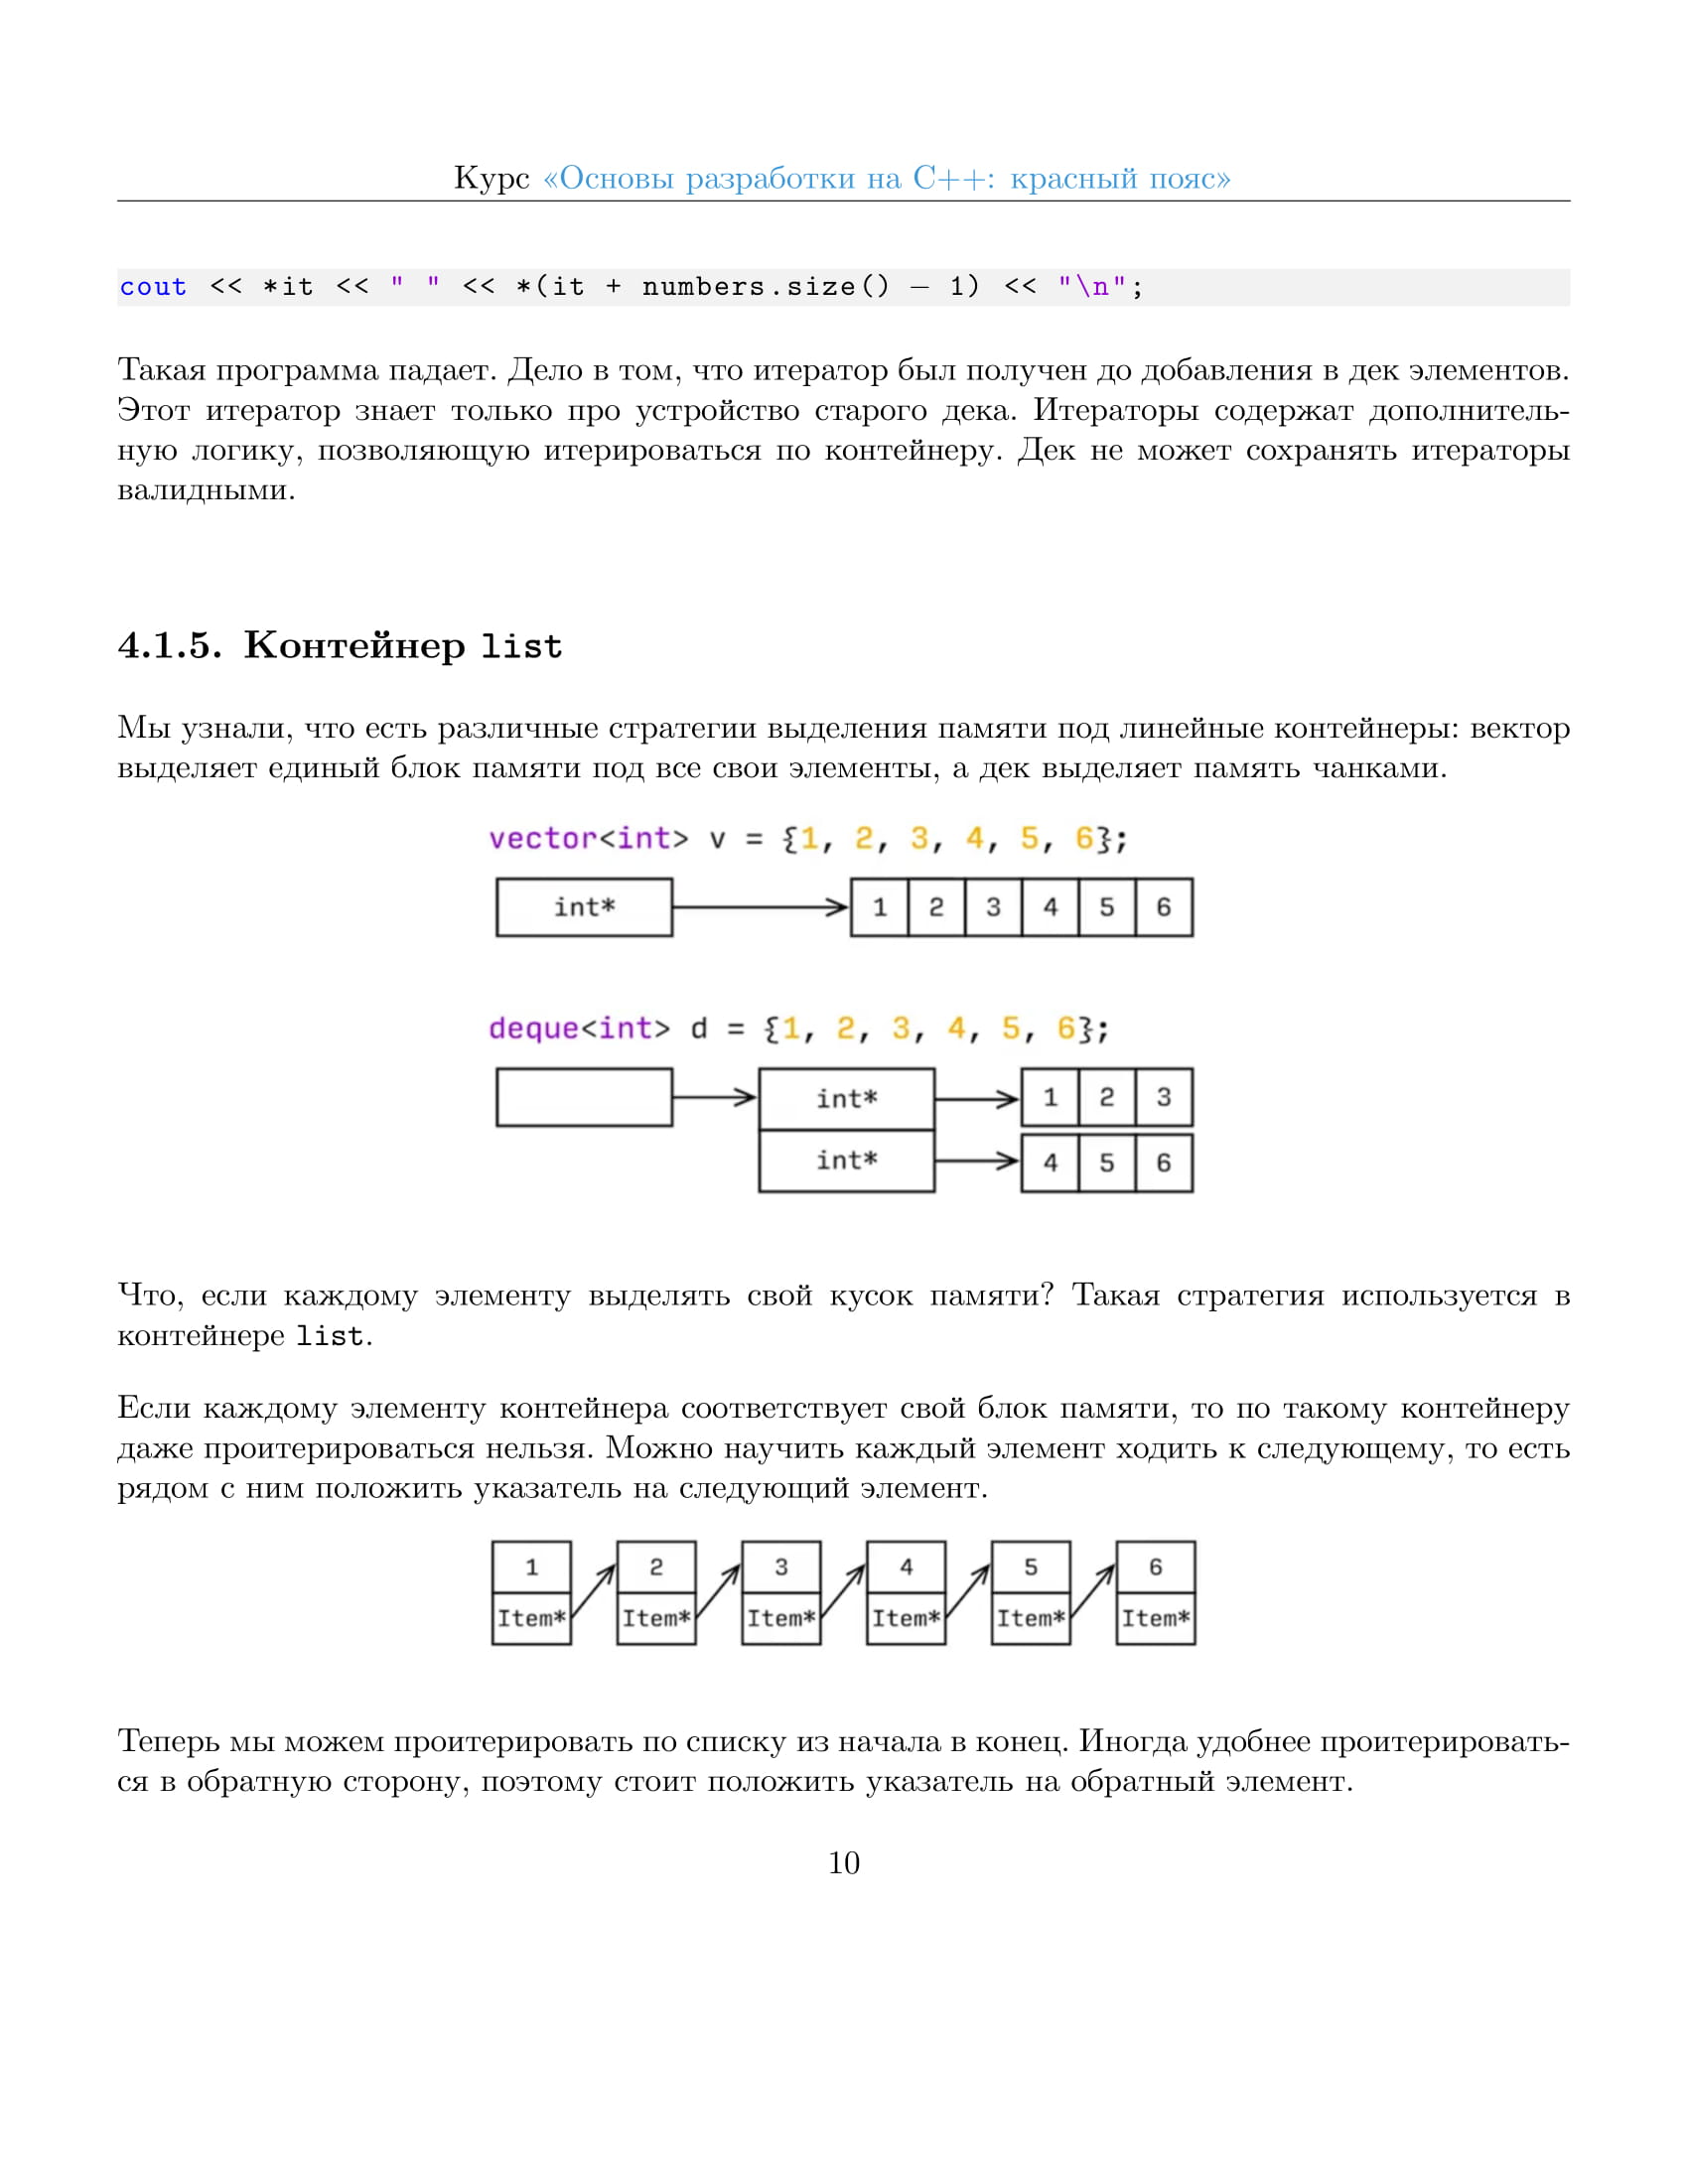 Курс «Основы разработки на C++: красный пояс»
cout << *it << " " << *(it + numbers.size() − 1) << "\n";
Такая программа падает. Дело в том, что итератор был получен до добавления в дек элементов.
Этот итератор знает только про устройство старого дека. Итераторы содержат дополнитель-
ную логику, позволяющую итерироваться по контейнеру. Дек не может сохранять итераторы
валидными.
4.1.5. Контейнер list
Мы узнали, что есть различные стратегии выделения памяти под линейные контейнеры: вектор
выделяет единый блок памяти под все свои элементы, а дек выделяет память чанками.
vector<int> v = {1, 2, 3, 4, 5, 6};
int* 1 2 3 4 5 6
deque<int> d = {1, 2, 3, 4, 5, 6};
int* 1 2 3
int* 4 5 6
Что, если каждому элементу выделять свой кусок памяти? Такая стратегия используется в
контейнере list.
Если каждому элементу контейнера соответствует свой блок памяти, то по такому контейнеру
даже проитерироваться нельзя. Можно научить каждый элемент ходить к следующему, то есть
рядом с ним положить указатель на следующий элемент.
1 2 3 4 5 6
Item* Item* Item* Item* Item* Item*
Теперь мы можем проитерировать по списку из начала в конец. Иногда удобнее проитерировать-
ся в обратную сторону, поэтому стоит положить указатель на обратный элемент.
10